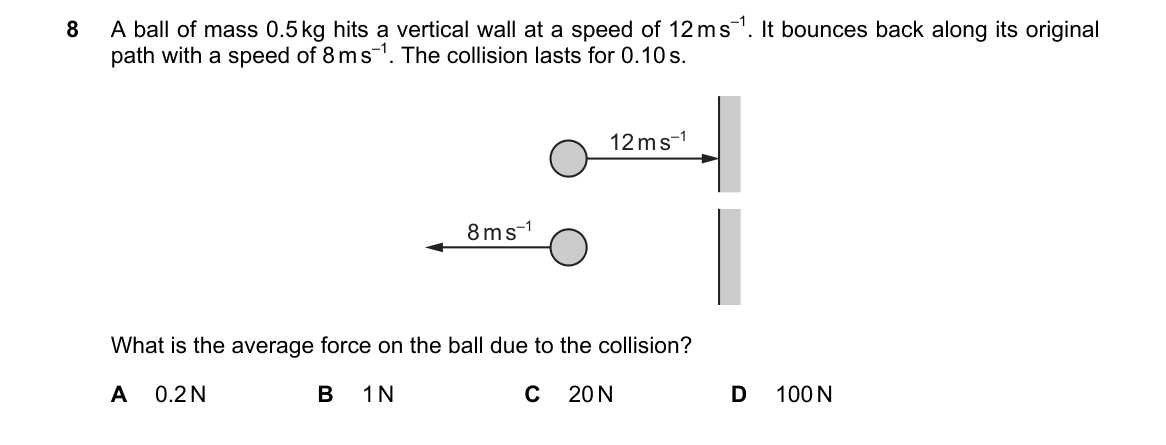 8 A ball of mass 0.5 kg hits a vertical wall at a speed of 12 m s⁻¹. It bounces back along its original
path with a speed of 8 m s⁻¹. The collision lasts for 0.10 s.
12 m s⁻¹
8 m s⁻¹
What is the average force on the ball due to the collision?
A 0.2 N B 1 N C 20 N D 100 N